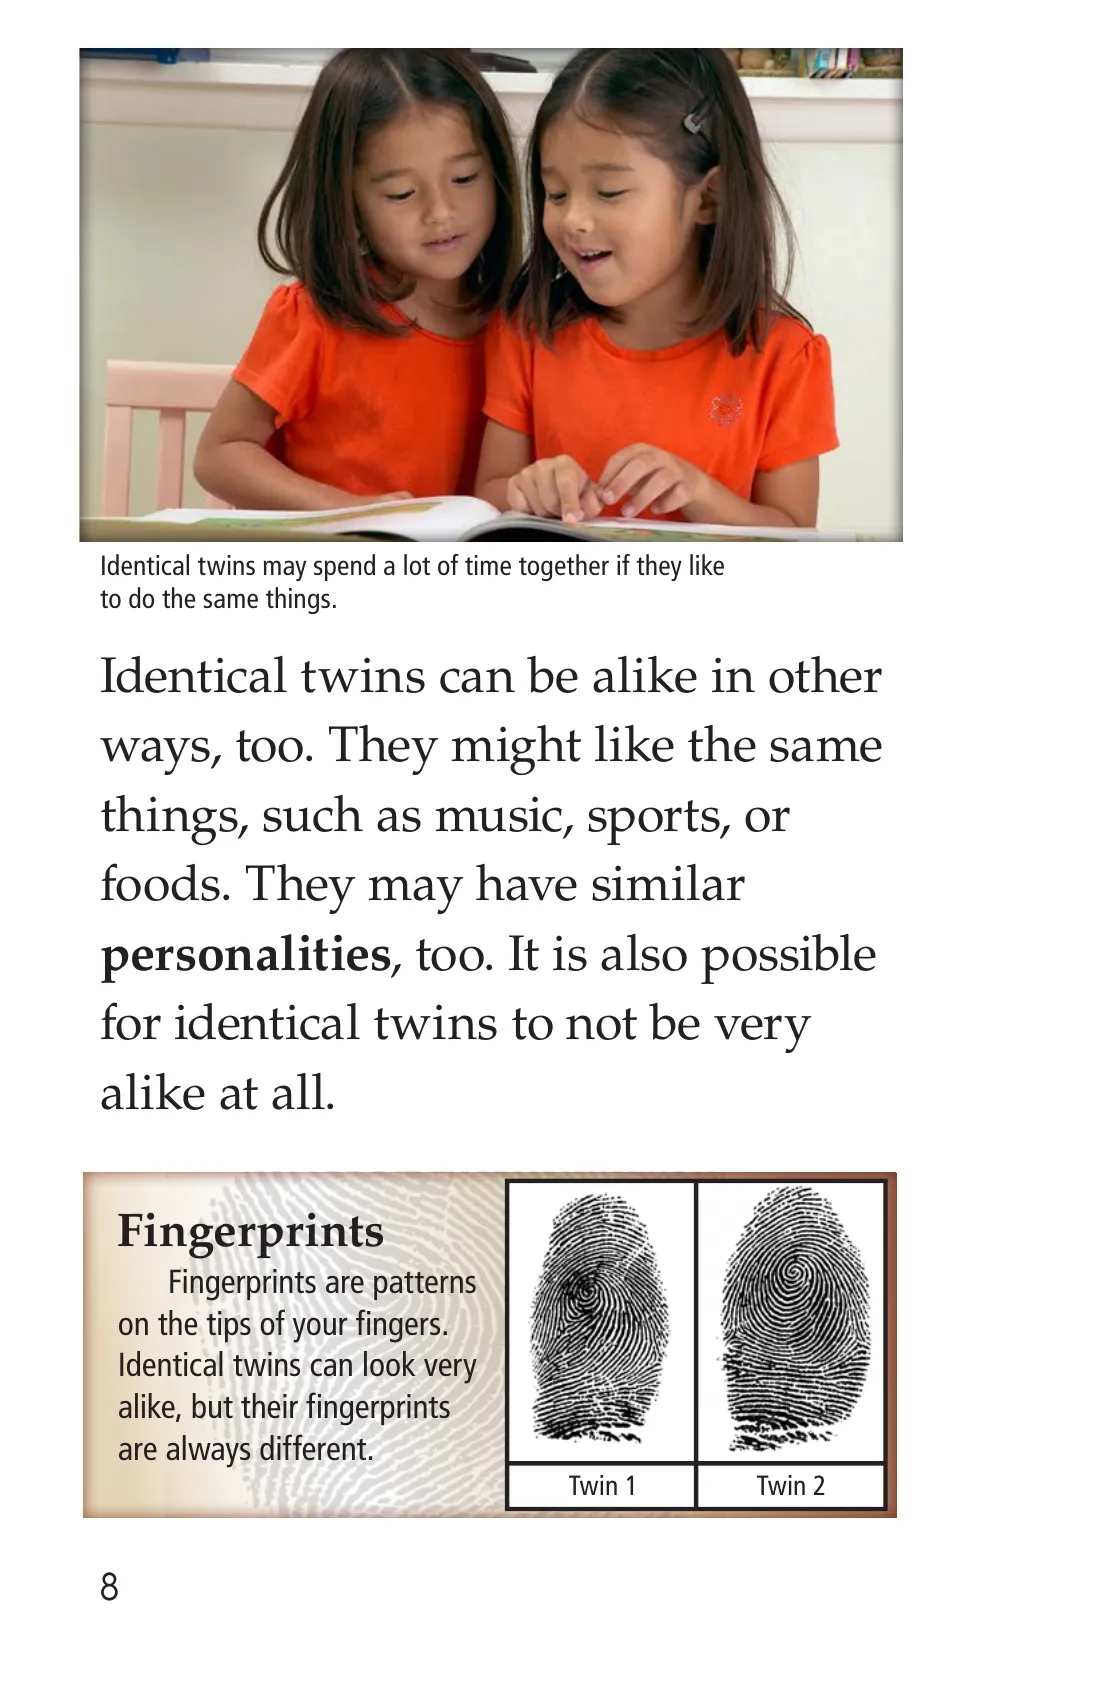 Identical twins may spend a lot of time together if they like
to do the same things.
Identical twins can be alike in other
ways, too. They might like the same
things, such as music, sports, or
foods. They may have similar
personalities, too. It is also possible
for identical twins to not be very
alike at all.
Fingerprints
Fingerprints are patterns
on the tips of your fingers.
Identical twins can look very
alike, but their fingerprints
are always different.
Twin 1
Twin 2
8